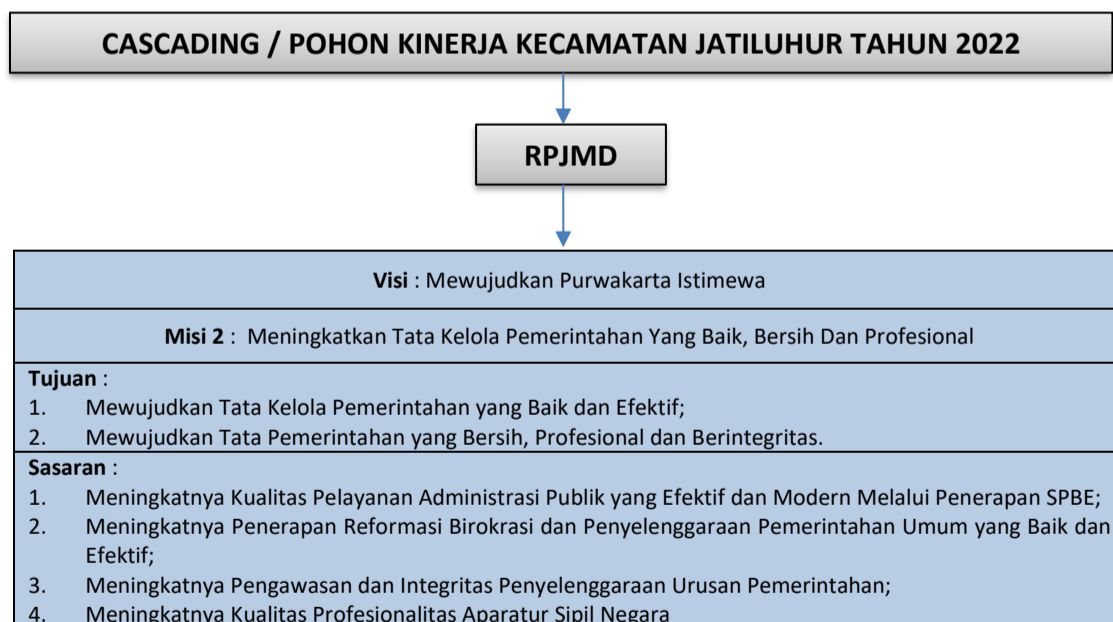 CASCADING / POHON KINERJA KECAMATAN JATILUHUR TAHUN 2022
RPJMD
Visi : Mewujudkan Purwakarta Istimewa
Misi 2 : Meningkatkan Tata Kelola Pemerintahan Yang Baik, Bersih Dan Profesional
Tujuan :
1. Mewujudkan Tata Kelola Pemerintahan yang Baik dan Efektif;
2. Mewujudkan Tata Pemerintahan yang Bersih, Profesional dan Berintegritas.
Sasaran :
1. Meningkatnya Kualitas Pelayanan Administrasi Publik yang Efektif dan Modern Melalui Penerapan SPBE;
2. Meningkatnya Penerapan Reformasi Birokrasi dan Penyelenggaraan Pemerintahan Umum yang Baik dan
Efektif;
3. Meningkatnya Pengawasan dan Integritas Penyelenggaraan Urusan Pemerintahan;
4. Meningkatnya Kualitas Profesionalitas Aparatur Sipil Negara